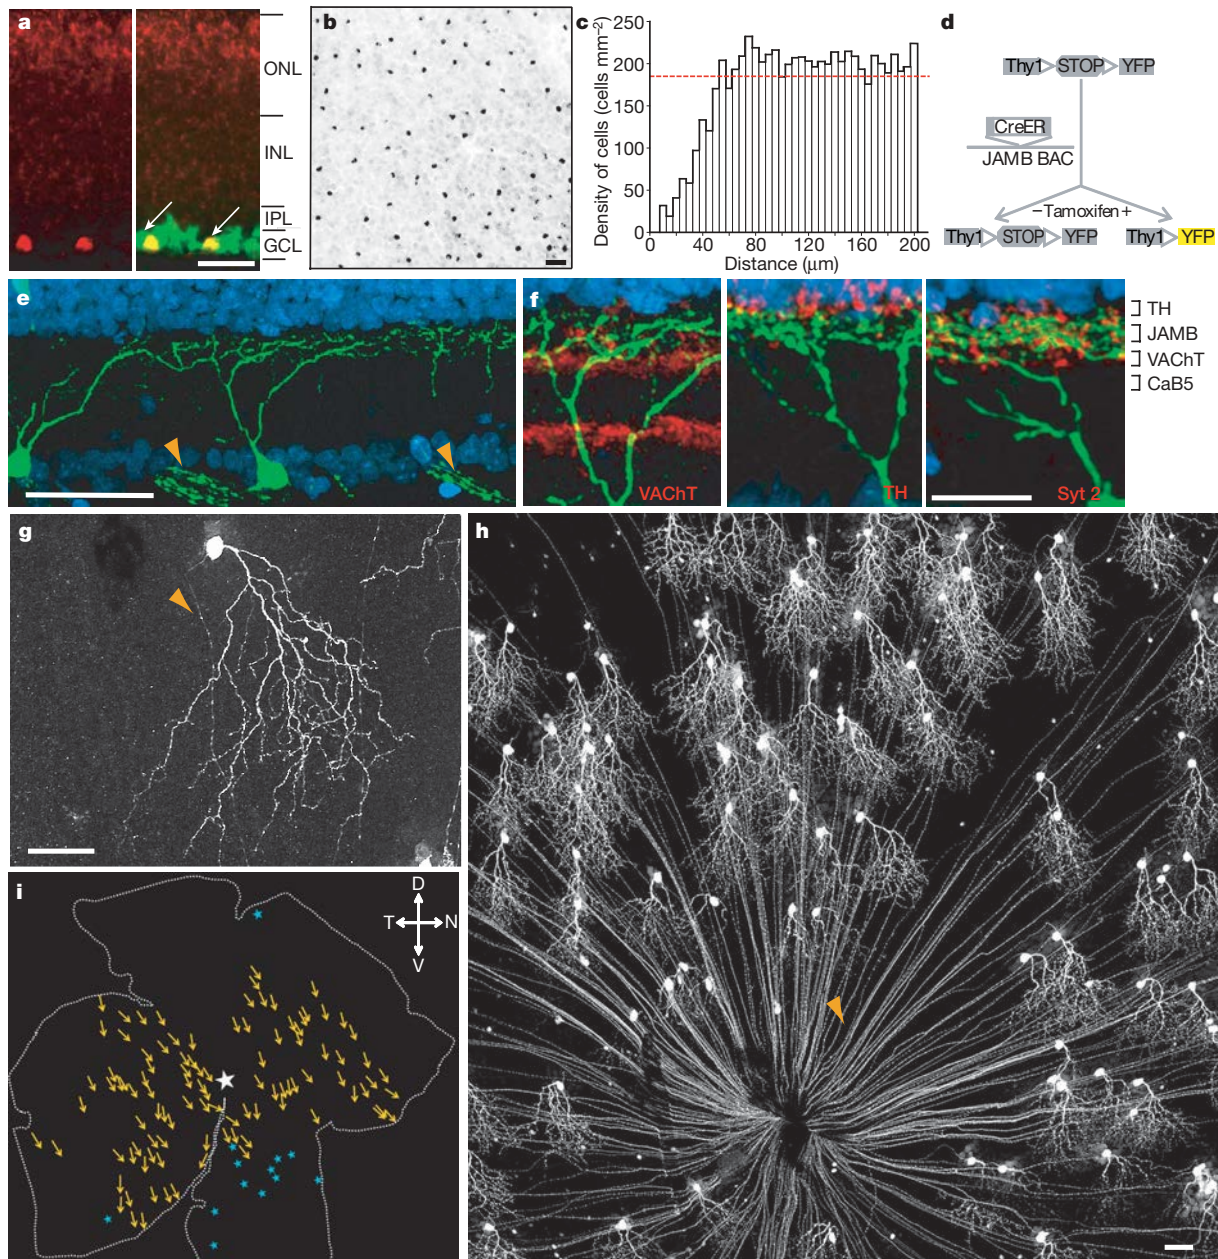 a
ONL
INL
IPL
GCL
b
c
Density of cells (cells mm⁻²)
250
200
150
100
50
0
0 40 80 120 160 200
Distance (μm)
d
Thy1 STOP YFP
CreER
JAMB BAC
–Tamoxifen+
Thy1 STOP YFP
Thy1 YFP
e
f
VAChT
TH
Syt 2
TH
JAMB
VAChT
CaB5
g
h
i
D
T N
V